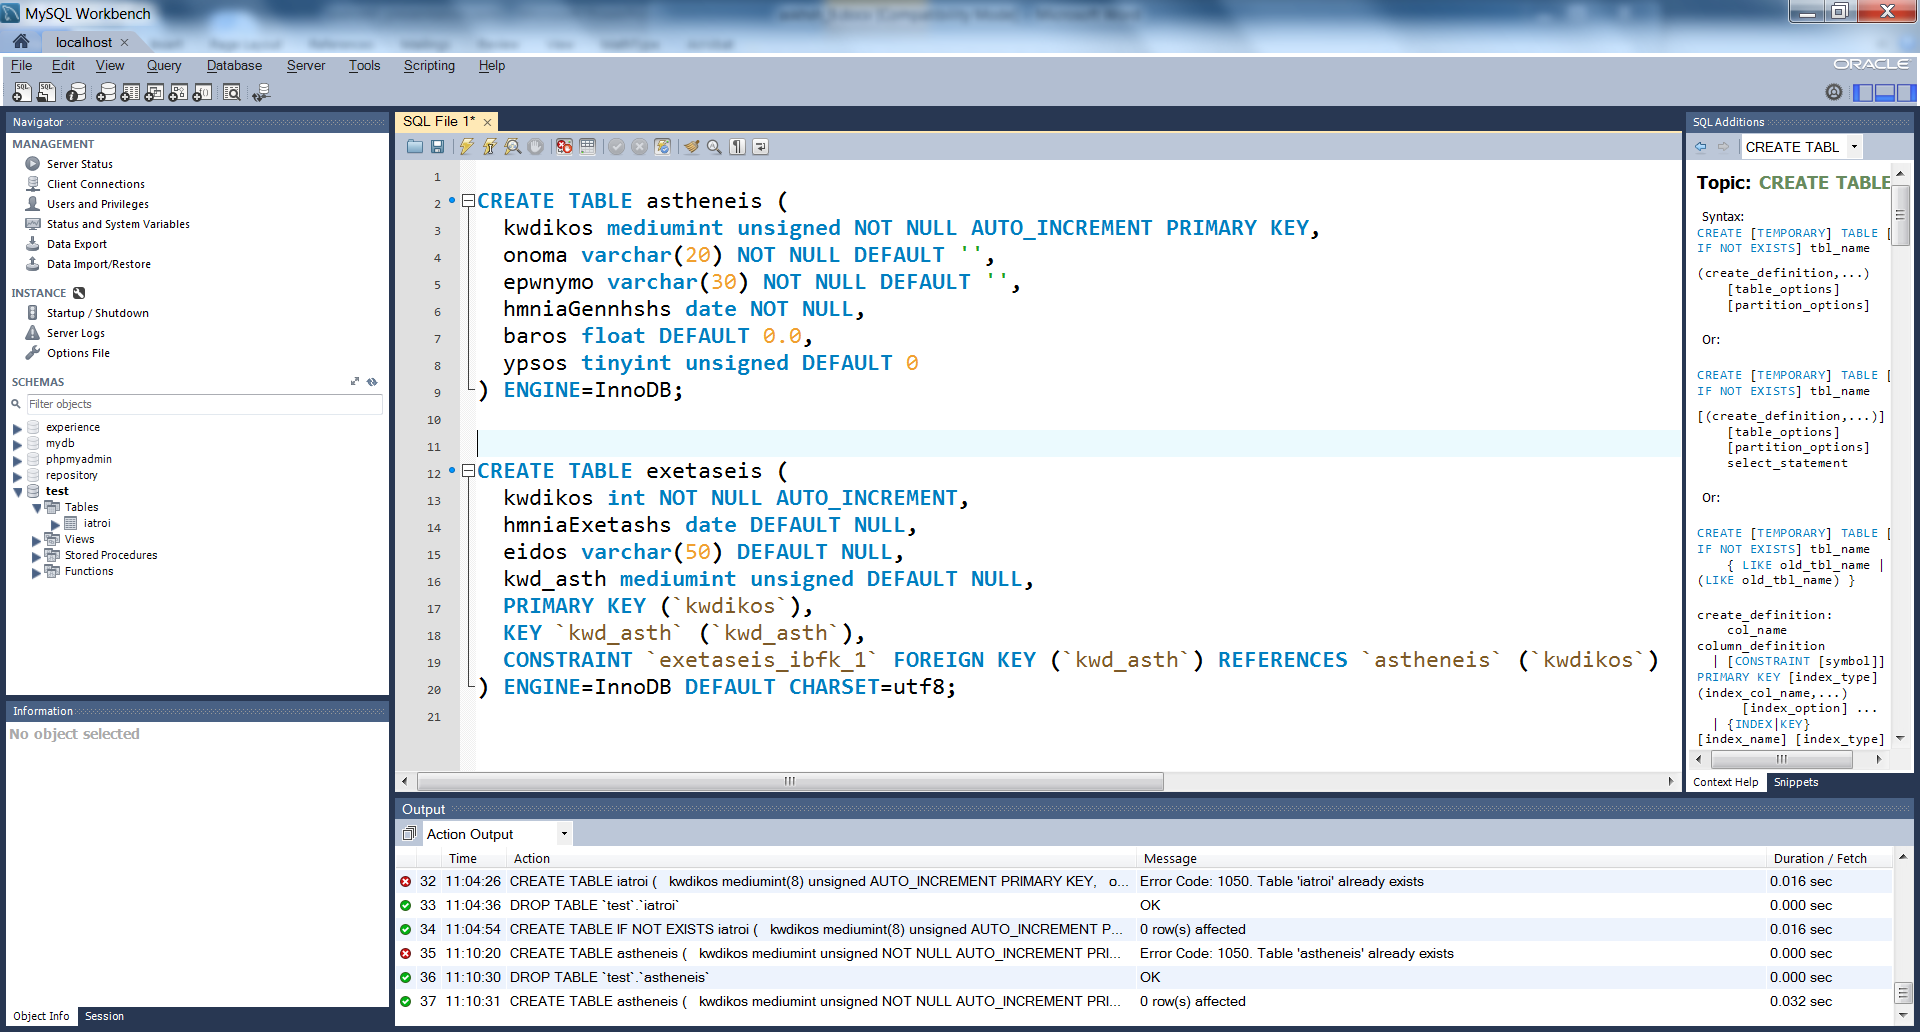 MySQL Workbench
localhost
File Edit View Query Database Server Tools Scripting Help
ORACLE
Navigator
MANAGEMENT
Server Status
Client Connections
Users and Privileges
Status and System Variables
Data Export
Data Import/Restore
INSTANCE
Startup / Shutdown
Server Logs
Options File
SCHEMAS
Filter objects
experience
mydb
phpmyadmin
repository
test
Tables
iatroi
Views
Stored Procedures
Functions
Information
No object selected
Object Info Session
SQL File 1*
1
2 CREATE TABLE astheneis (
3 kwdikos mediumint unsigned NOT NULL AUTO_INCREMENT PRIMARY KEY,
4 onoma varchar(20) NOT NULL DEFAULT '',
5 epwnymo varchar(30) NOT NULL DEFAULT '',
6 hmniaGennhshs date NOT NULL,
7 baros float DEFAULT 0.0,
8 ypsos tinyint unsigned DEFAULT 0
9 ) ENGINE=InnoDB;
10
11
12 CREATE TABLE exetaseis (
13 kwdikos int NOT NULL AUTO_INCREMENT,
14 hmniaExetashs date DEFAULT NULL,
15 eidos varchar(50) DEFAULT NULL,
16 kwd_asth mediumint unsigned DEFAULT NULL,
17 PRIMARY KEY (`kwdikos`),
18 KEY `kwd_asth` (`kwd_asth`),
19 CONSTRAINT `exetaseis_ibfk_1` FOREIGN KEY (`kwd_asth`) REFERENCES `astheneis` (`kwdikos`)
20 ) ENGINE=InnoDB DEFAULT CHARSET=utf8;
21
SQL Additions
CREATE TABL
Topic: CREATE TABLE
Syntax:
CREATE [TEMPORARY] TABLE [
IF NOT EXISTS] tbl_name
(create_definition,...)
[table_options]
[partition_options]
Or:
CREATE [TEMPORARY] TABLE [
IF NOT EXISTS] tbl_name
[(create_definition,...)]
[table_options]
[partition_options]
select_statement
Or:
CREATE [TEMPORARY] TABLE [
IF NOT EXISTS] tbl_name
{ LIKE old_tbl_name |
(LIKE old_tbl_name) }
create_definition:
col_name
column_definition
| [CONSTRAINT [symbol]]
PRIMARY KEY [index_type]
(index_col_name,...)
[index_option] ...
| {INDEX|KEY}
[index_name] [index_type]
Context Help Snippets
Output
Action Output
Time Action Message Duration / Fetch
32 11:04:26 CREATE TABLE iatroi ( kwdikos mediumint(8) unsigned AUTO_INCREMENT PRIMARY KEY, o... Error Code: 1050. Table 'iatroi' already exists 0.016 sec
33 11:04:36 DROP TABLE `test`.`iatroi` OK 0.000 sec
34 11:04:54 CREATE TABLE IF NOT EXISTS iatroi ( kwdikos mediumint(8) unsigned AUTO_INCREMENT P... 0 row(s) affected 0.016 sec
35 11:10:20 CREATE TABLE astheneis ( kwdikos mediumint unsigned NOT NULL AUTO_INCREMENT PRI... Error Code: 1050. Table 'astheneis' already exists 0.000 sec
36 11:10:30 DROP TABLE `test`.`astheneis` OK 0.000 sec
37 11:10:31 CREATE TABLE astheneis ( kwdikos mediumint unsigned NOT NULL AUTO_INCREMENT PRI... 0 row(s) affected 0.032 sec